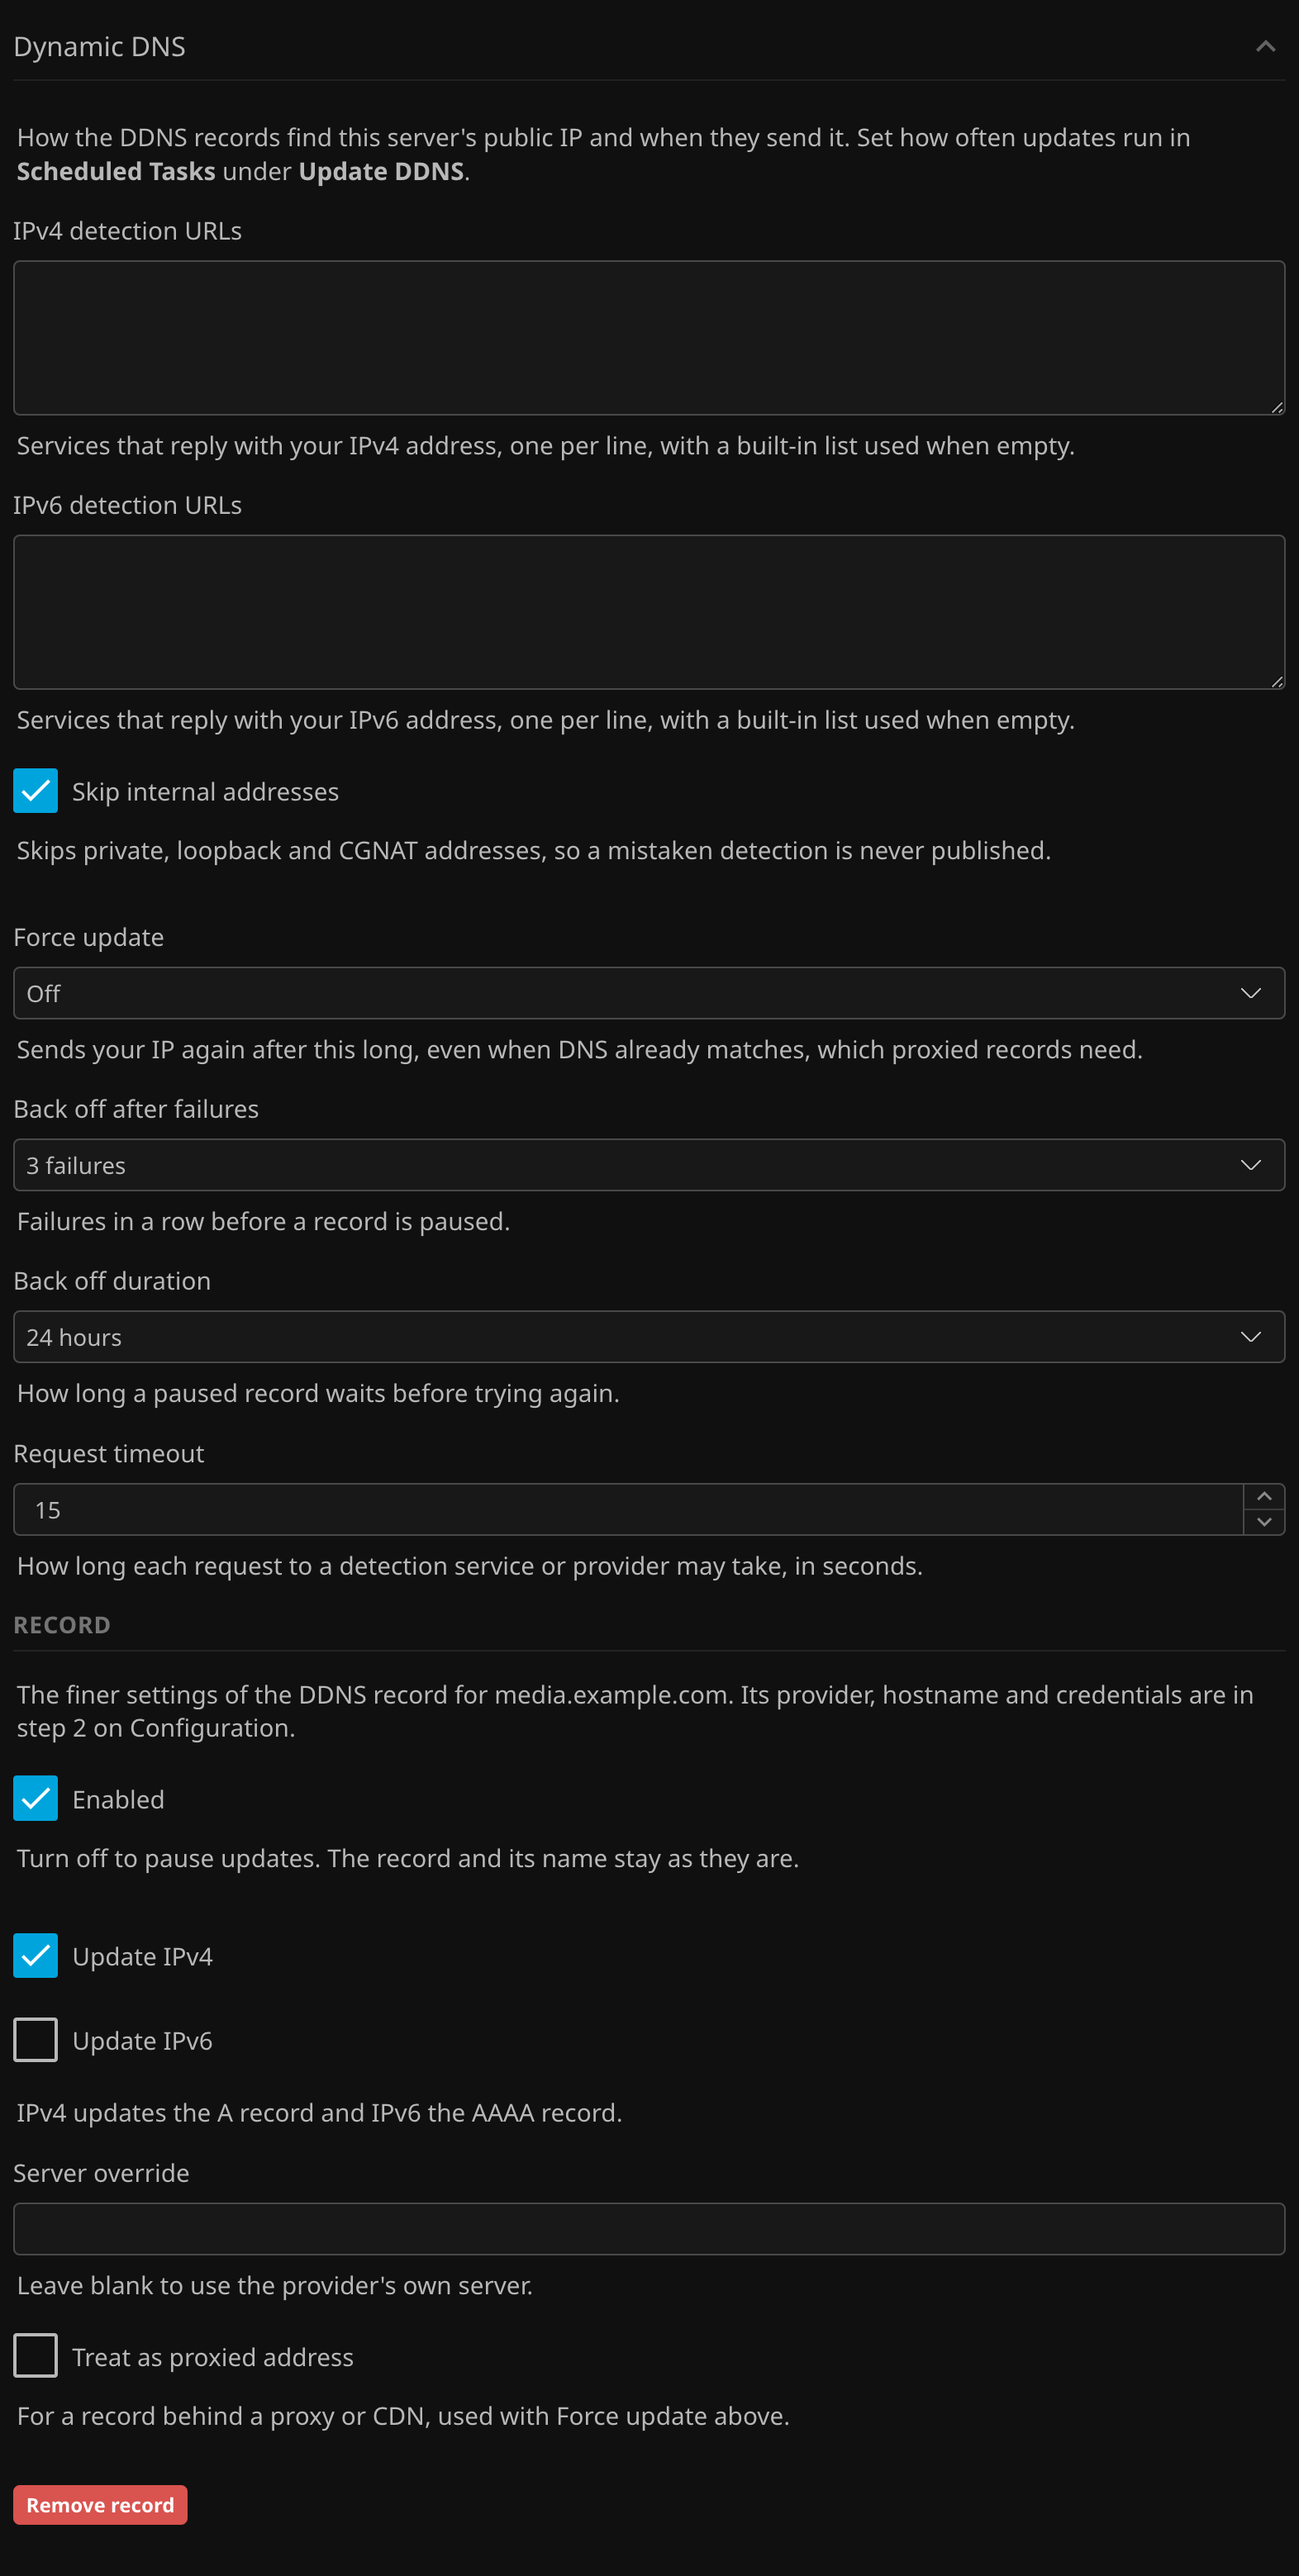 Dynamic DNS
How the DDNS records find this server's public IP and when they send it. Set how often updates run in
Scheduled Tasks under Update DDNS.
IPv4 detection URLs
Services that reply with your IPv4 address, one per line, with a built-in list used when empty.
IPv6 detection URLs
Services that reply with your IPv6 address, one per line, with a built-in list used when empty.
Skip internal addresses
Skips private, loopback and CGNAT addresses, so a mistaken detection is never published.
Force update
Off
Sends your IP again after this long, even when DNS already matches, which proxied records need.
Back off after failures
3 failures
Failures in a row before a record is paused.
Back off duration
24 hours
How long a paused record waits before trying again.
Request timeout
15
How long each request to a detection service or provider may take, in seconds.
RECORD
The finer settings of the DDNS record for media.example.com. Its provider, hostname and credentials are in
step 2 on Configuration.
Enabled
Turn off to pause updates. The record and its name stay as they are.
Update IPv4
Update IPv6
IPv4 updates the A record and IPv6 the AAAA record.
Server override
Leave blank to use the provider's own server.
Treat as proxied address
For a record behind a proxy or CDN, used with Force update above.
Remove record